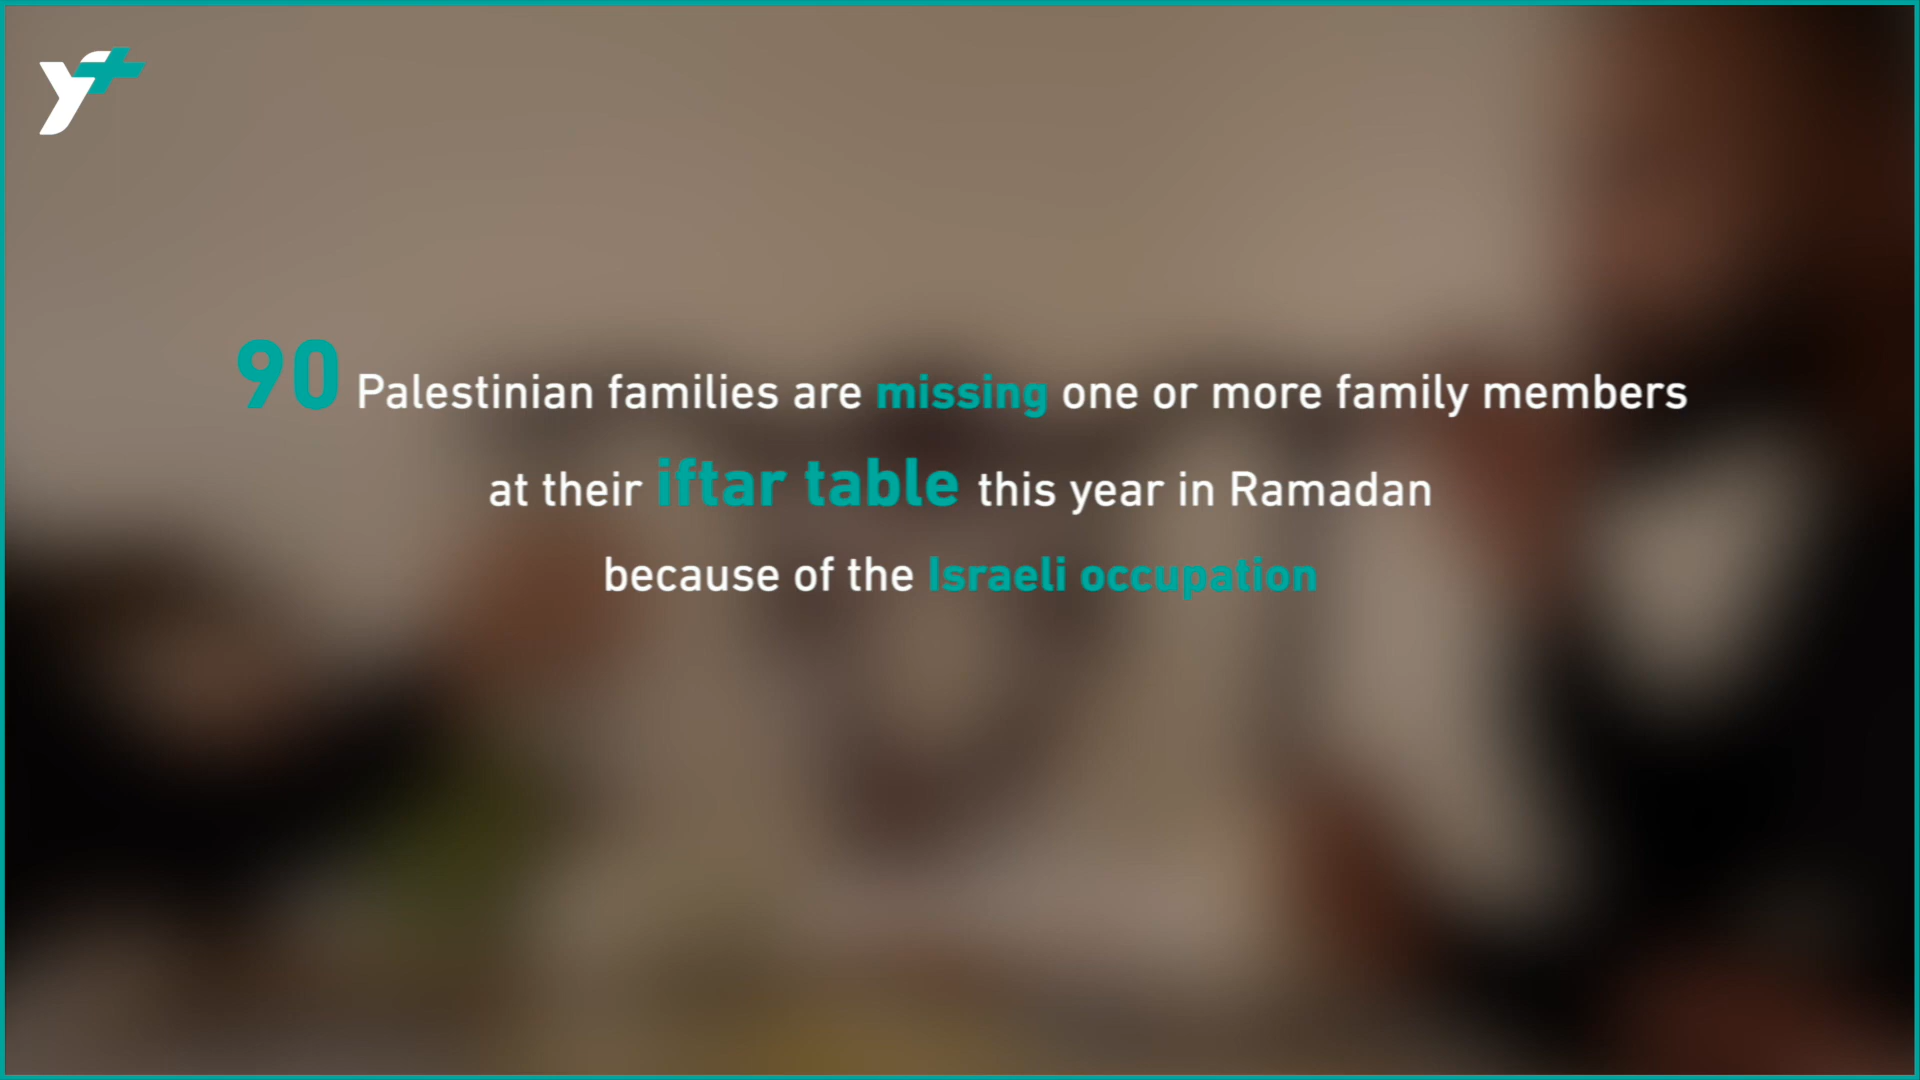 y+
90 Palestinian families are missing one or more family members
at their iftar table this year in Ramadan
because of the Israeli occupation